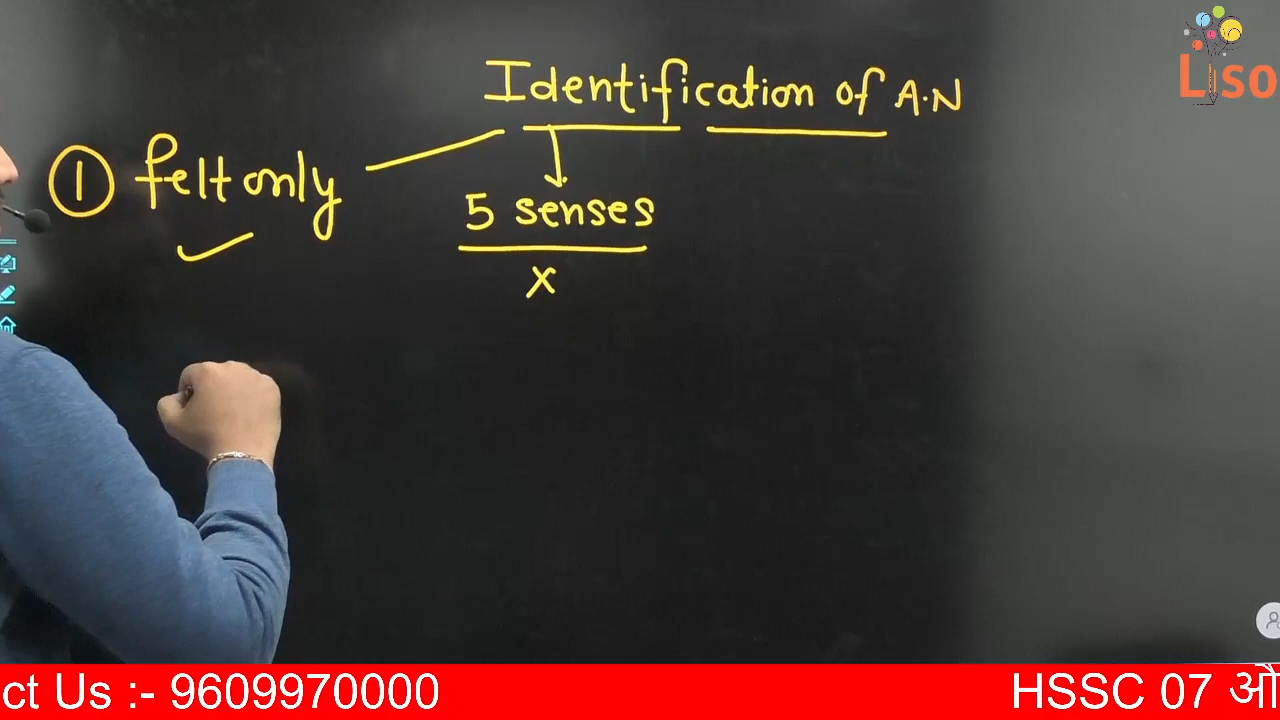 Liso
Identification of A.N
① felt only
5 senses
x
ct Us :- 9609970000
HSSC 07 औ